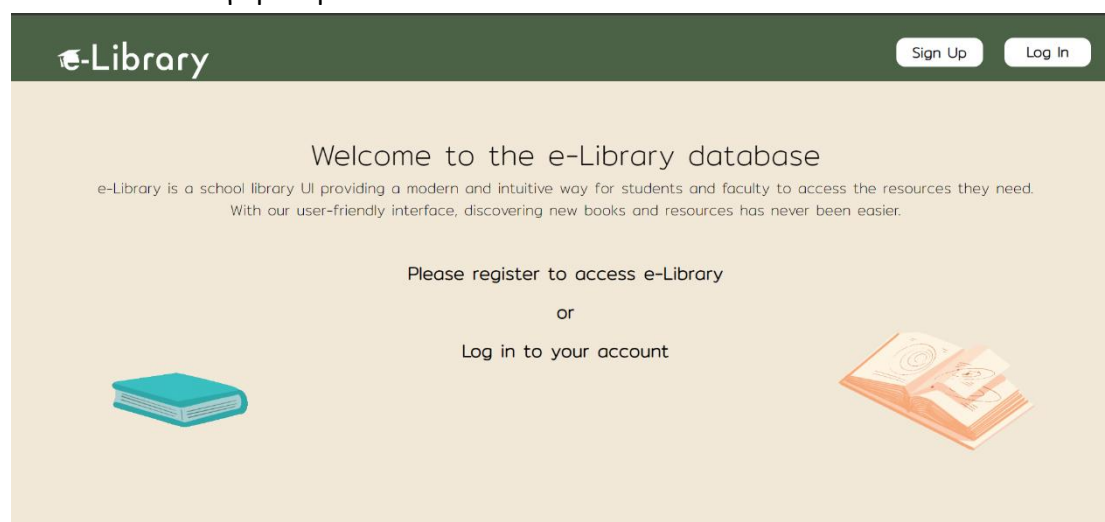 e-Library
Sign Up
Log In
Welcome to the e-Library database
e-Library is a school library UI providing a modern and intuitive way for students and faculty to access the resources they need.
With our user-friendly interface, discovering new books and resources has never been easier.
Please register to access e-Library
or
Log in to your account